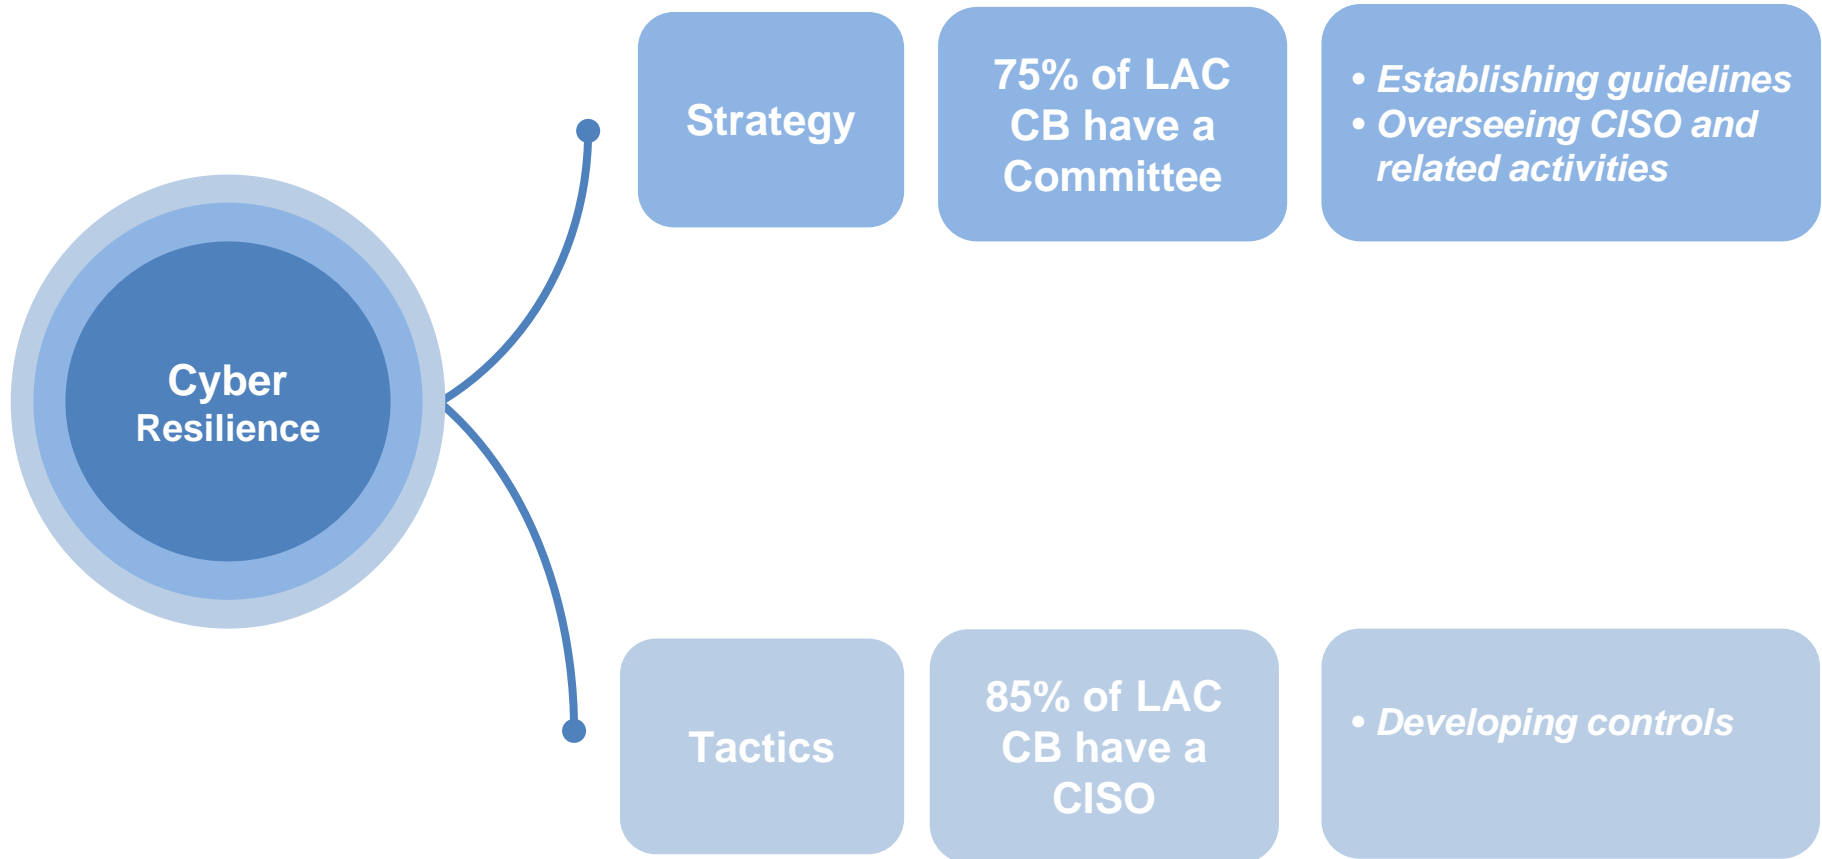 Cyber
Resilience
Strategy
75% of LAC
CB have a
Committee
• Establishing guidelines
• Overseeing CISO and
related activities
Tactics
85% of LAC
CB have a
CISO
• Developing controls